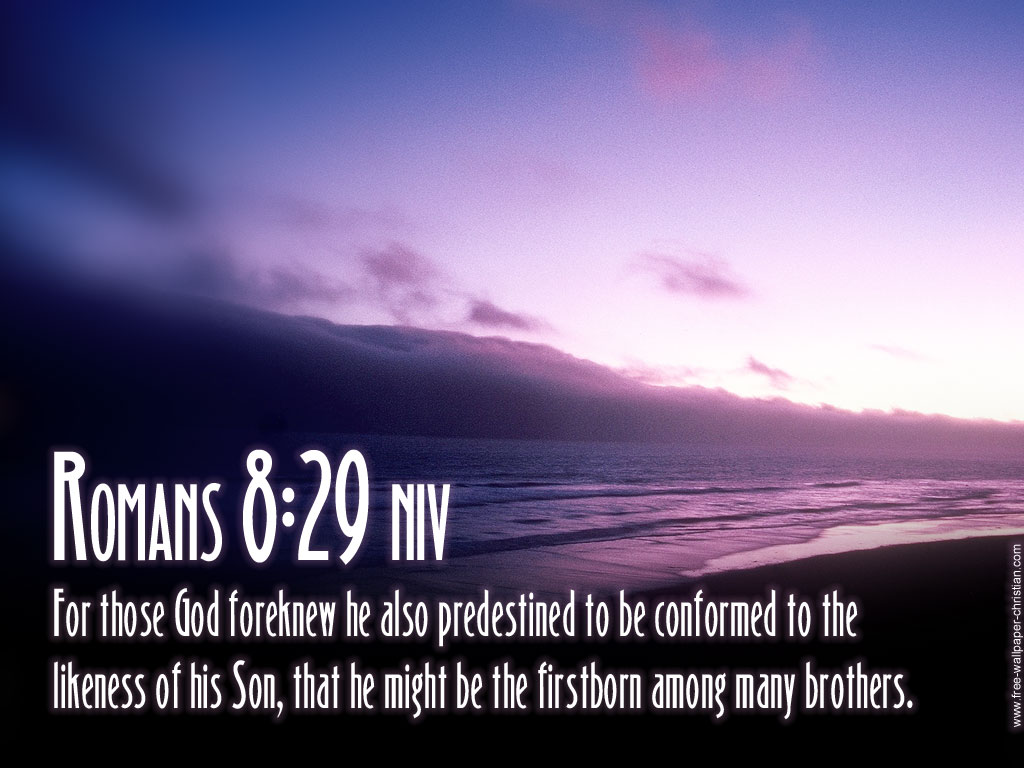 Romans 8:29 NIV
For those God foreknew he also predestined to be conformed to the
likeness of his Son, that he might be the firstborn among many brothers.
www.free-wallpaper-christian.com